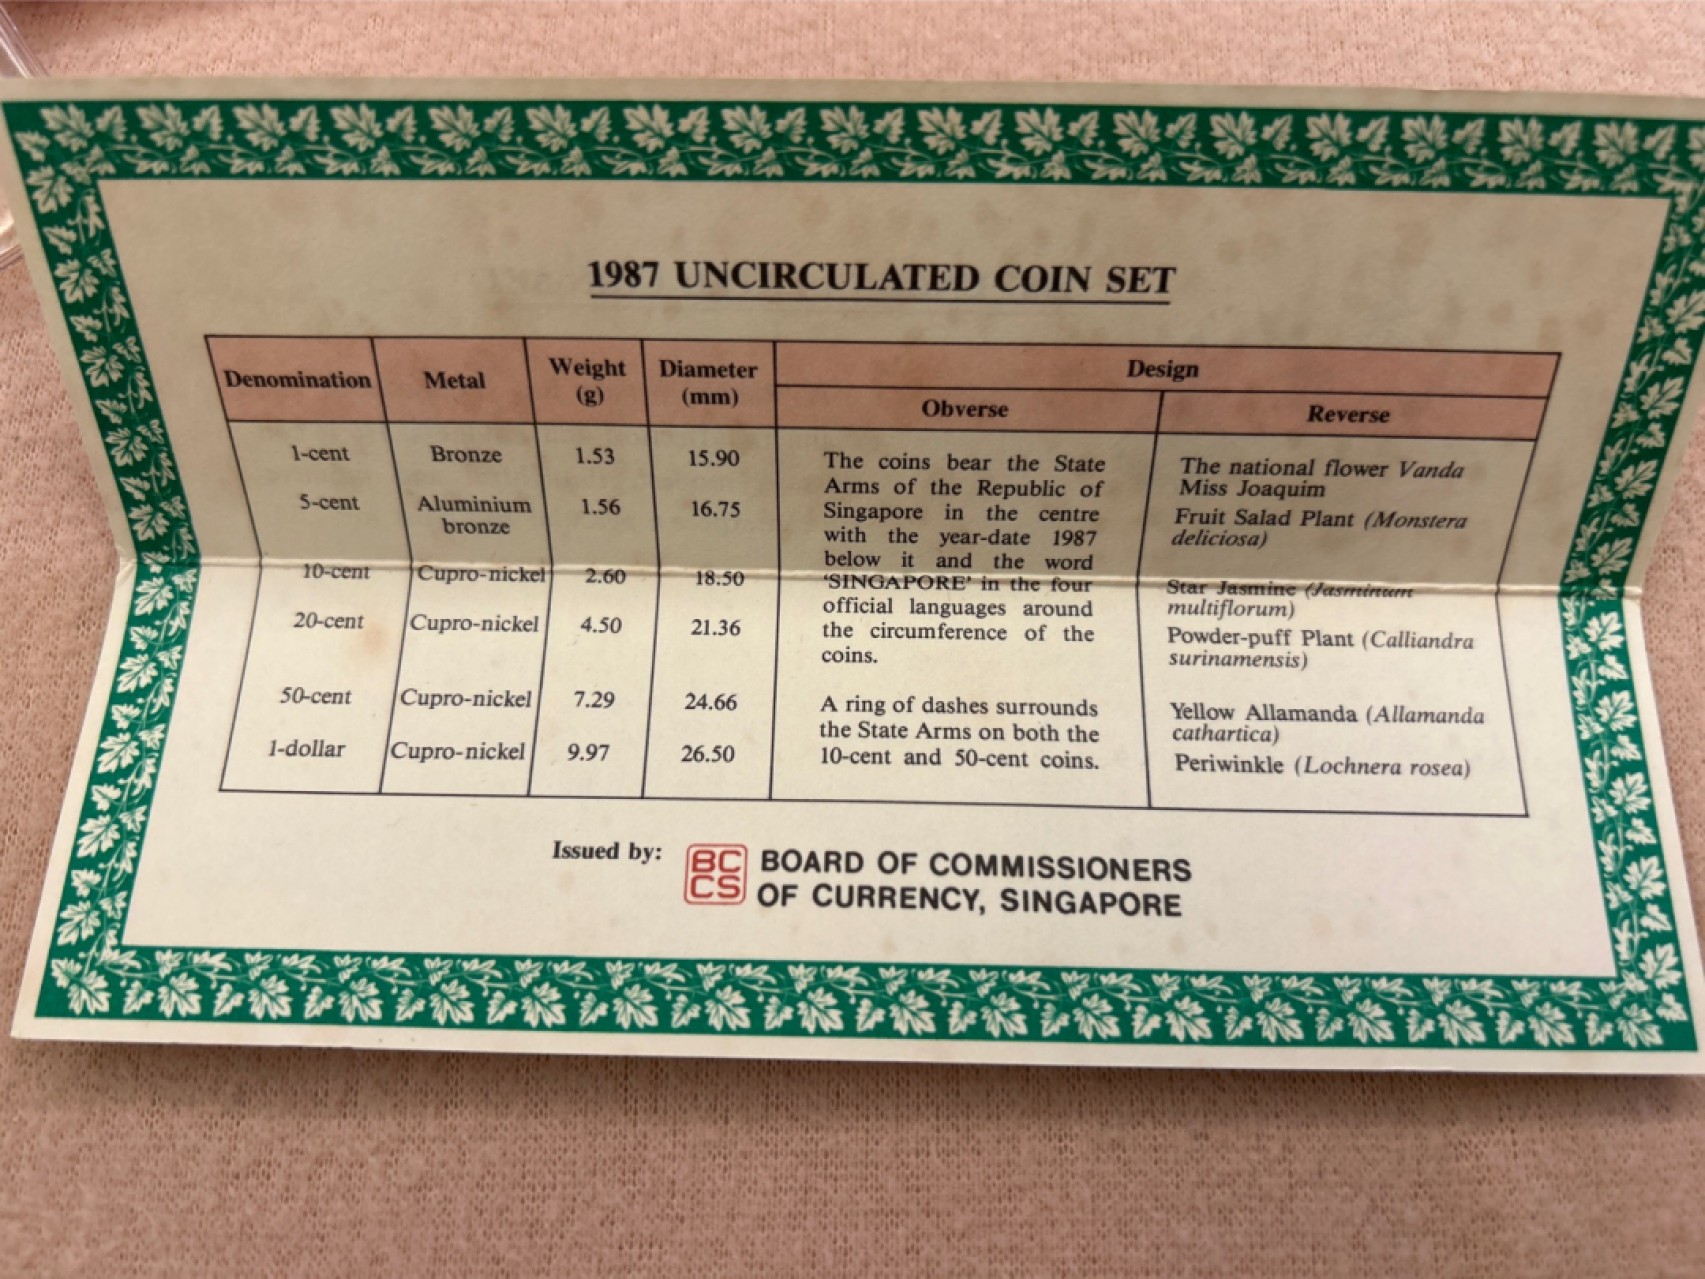 1987 UNCIRCULATED COIN SET
Denomination Metal Weight (g) Diameter (mm) Design
Obverse Reverse
1-cent Bronze 1.53 15.90
5-cent Aluminium bronze 1.56 16.75
10-cent Cupro-nickel 2.60 18.50
20-cent Cupro-nickel 4.50 21.36
50-cent Cupro-nickel 7.29 24.66
1-dollar Cupro-nickel 9.97 26.50
The coins bear the State
Arms of the Republic of
Singapore in the centre
with the year-date 1987
below it and the word
'SINGAPORE' in the four
official languages around
the circumference of the
coins.
A ring of dashes surrounds
the State Arms on both the
10-cent and 50-cent coins.
The national flower Vanda
Miss Joaquim
Fruit Salad Plant (Monstera
deliciosa)
Star Jasmine (Jasminum
multiflorum)
Powder-puff Plant (Calliandra
surinamensis)
Yellow Allamanda (Allamanda
cathartica)
Periwinkle (Lochnera rosea)
Issued by:
BC
CS
BOARD OF COMMISSIONERS
OF CURRENCY, SINGAPORE